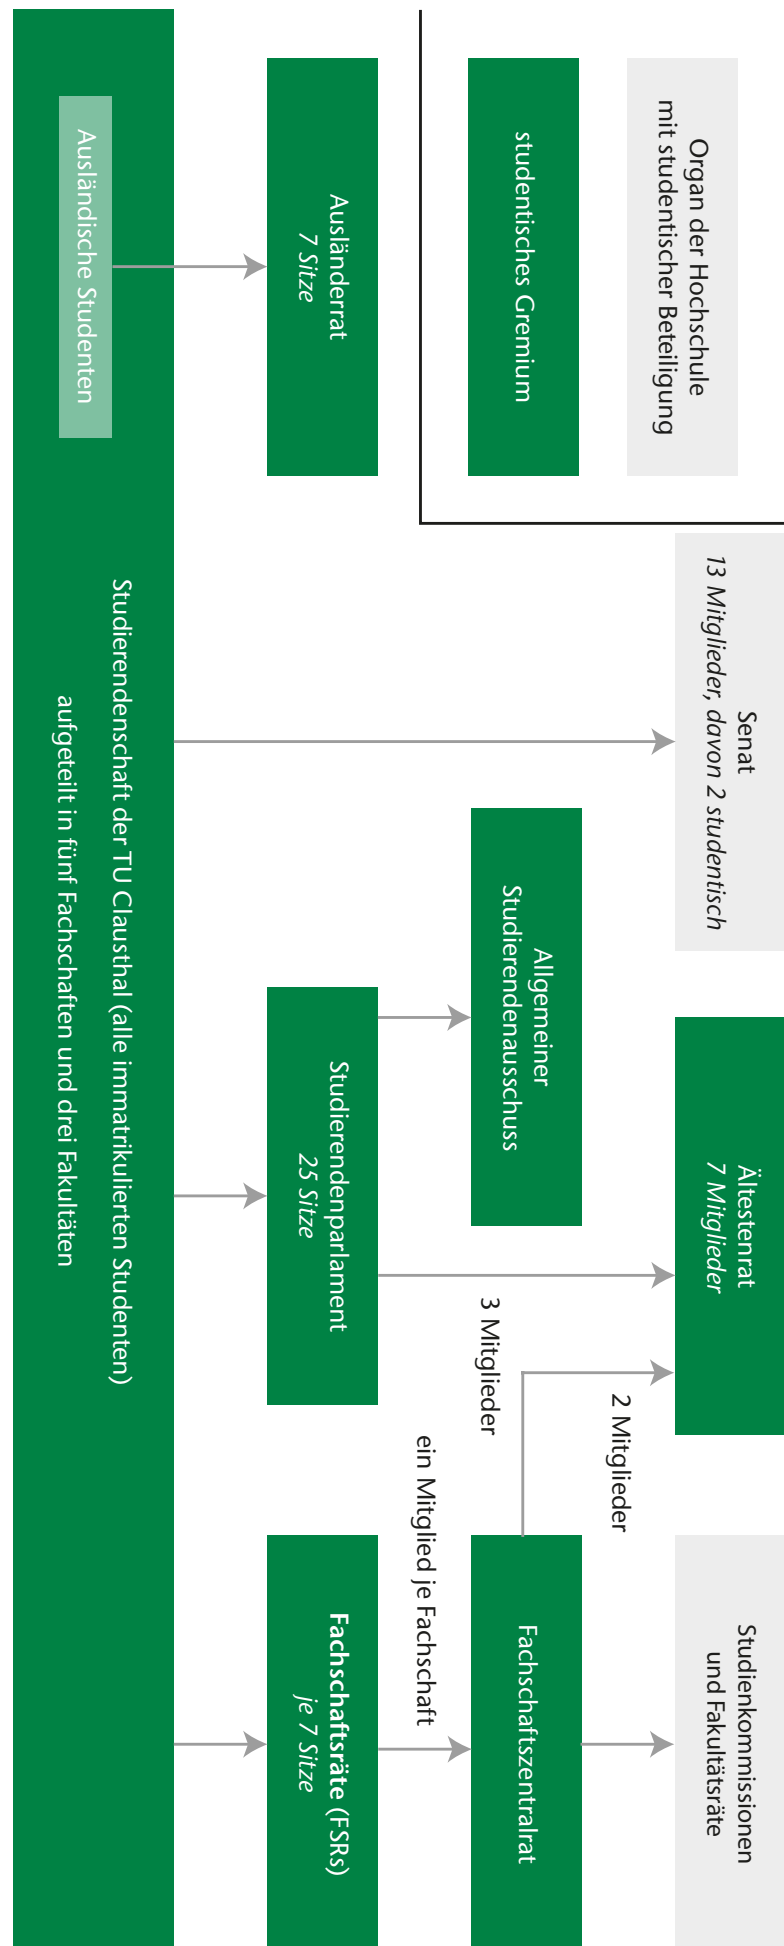 Organ der Hochschule
mit studentischer Beteiligung
studentisches Gremium
Ausländerrat
7 Sitze
Ausländische Studenten
Senat
13 Mitglieder, davon 2 studentisch
Ältestenrat
7 Mitglieder
Studienkommissionen
und Fakultätsräte
2 Mitglieder
Allgemeiner
Studierendenausschuss
3 Mitglieder
Fachschaftszentralrat
ein Mitglied je Fachschaft
Studierendenparlament
25 Sitze
Fachschaftsräte (FSRs)
je 7 Sitze
Studierendenschaft der TU Clausthal (alle immatrikulierten Studenten)
aufgeteilt in fünf Fachschaften und drei Fakultäten